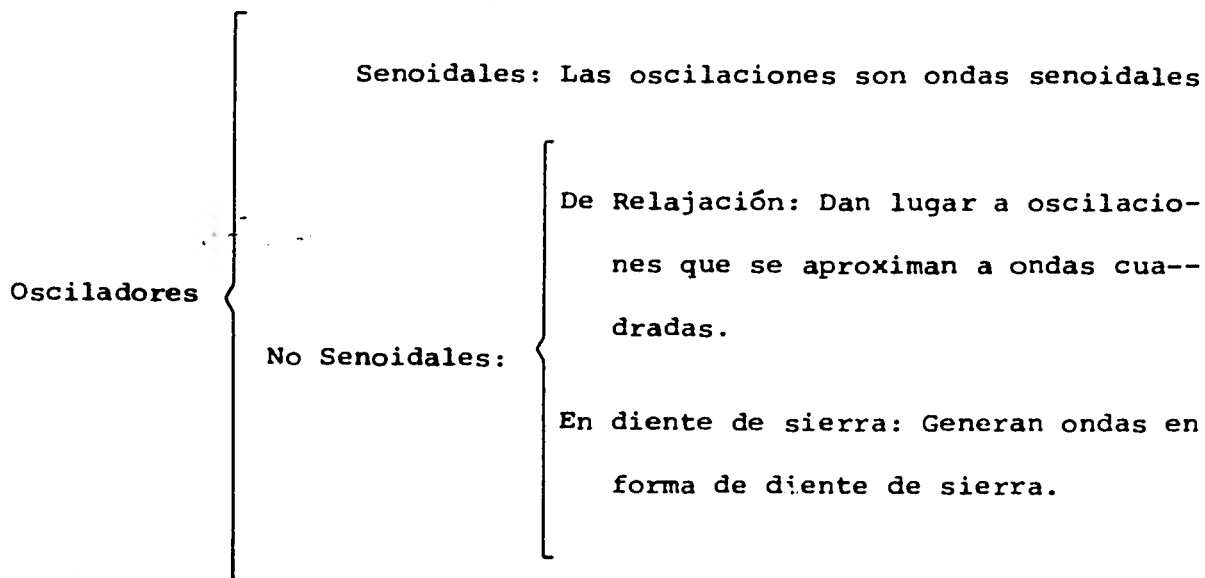 Senoidales: Las oscilaciones son ondas senoidales
De Relajación: Dan lugar a oscilacio-
nes que se aproximan a ondas cua--
dradas.
Osciladores
No Senoidales:
En diente de sierra: Generan ondas en
forma de diente de sierra.